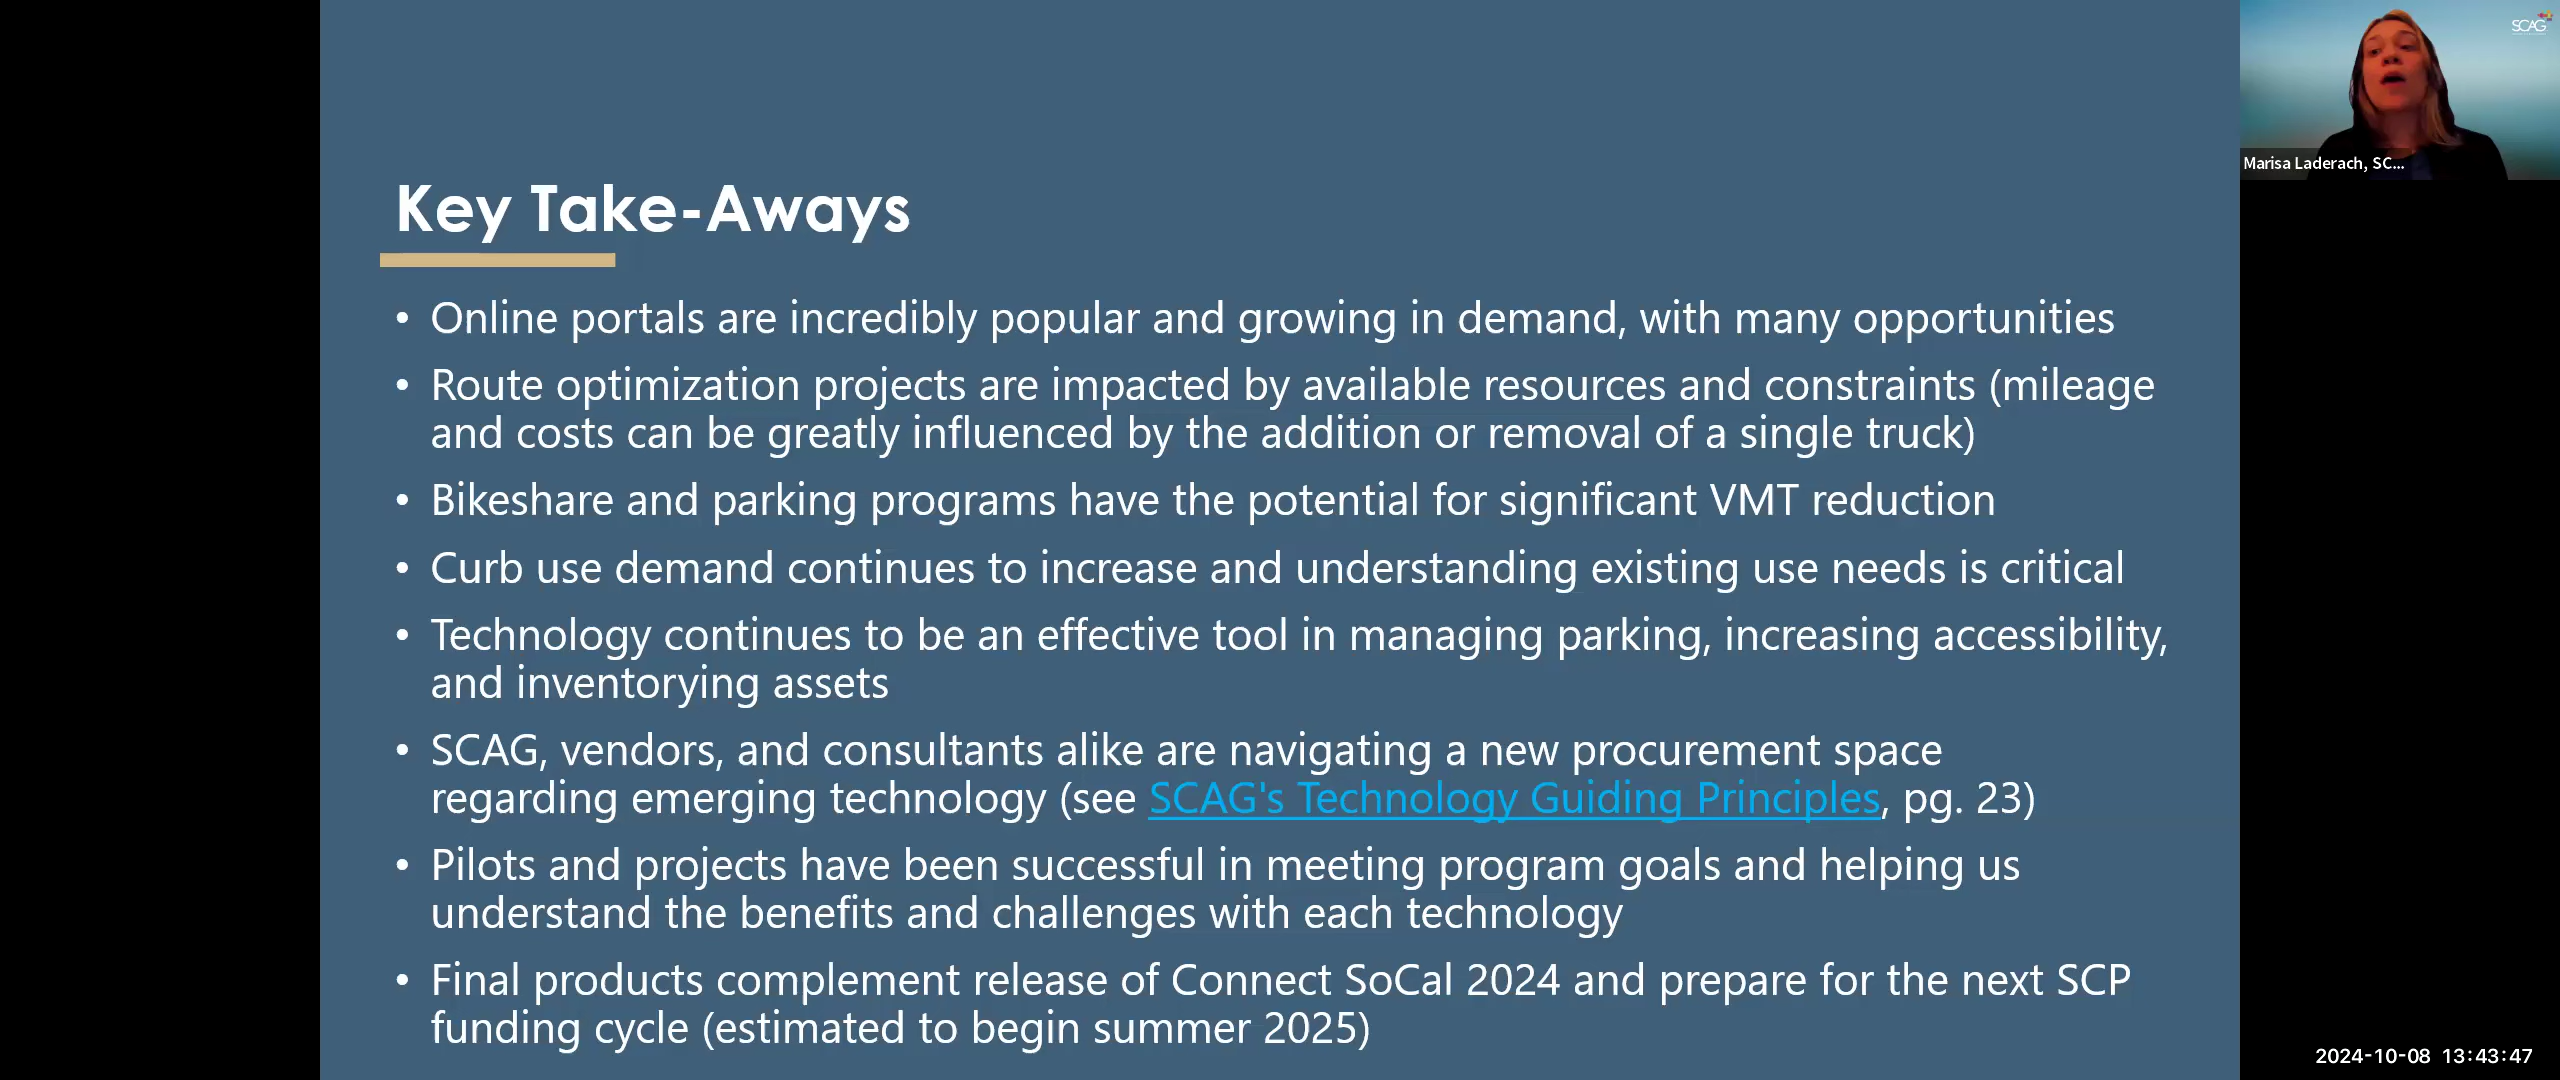 SCAG
Marisa Laderach, SC...
Key Take-Aways
• Online portals are incredibly popular and growing in demand, with many opportunities
• Route optimization projects are impacted by available resources and constraints (mileage
and costs can be greatly influenced by the addition or removal of a single truck)
• Bikeshare and parking programs have the potential for significant VMT reduction
• Curb use demand continues to increase and understanding existing use needs is critical
• Technology continues to be an effective tool in managing parking, increasing accessibility,
and inventorying assets
• SCAG, vendors, and consultants alike are navigating a new procurement space
regarding emerging technology (see SCAG's Technology Guiding Principles, pg. 23)
• Pilots and projects have been successful in meeting program goals and helping us
understand the benefits and challenges with each technology
• Final products complement release of Connect SoCal 2024 and prepare for the next SCP
funding cycle (estimated to begin summer 2025)
2024-10-08 13:43:47